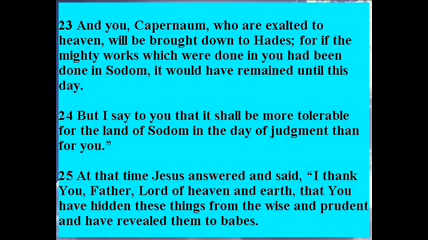 23 And you, Capernaum, who are exalted to
heaven, will be brought down to Hades; for if the
mighty works which were done in you had been
done in Sodom, it would have remained until this
day.
24 But I say to you that it shall be more tolerable
for the land of Sodom in the day of judgment than
for you.”
25 At that time Jesus answered and said, “I thank
You, Father, Lord of heaven and earth, that You
have hidden these things from the wise and prudent
and have revealed them to babes.